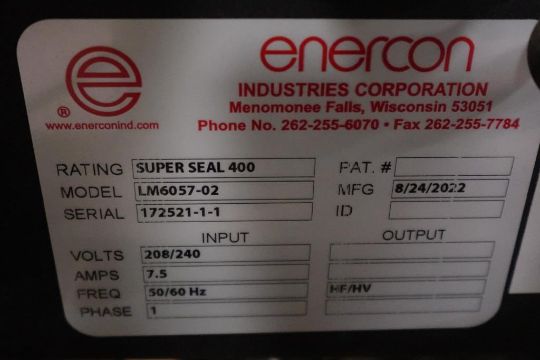 e
®
enercon
INDUSTRIES CORPORATION
Menomonee Falls, Wisconsin 53051
www.enerconind.com
Phone No. 262-255-6070 • Fax 262-255-7784
RATING SUPER SEAL 400 PAT. #
MODEL LM6057-02 MFG 8/24/2022
SERIAL 172521-1-1 ID
INPUT OUTPUT
VOLTS 208/240
AMPS 7.5
FREQ 50/60 Hz HF/HV
PHASE 1